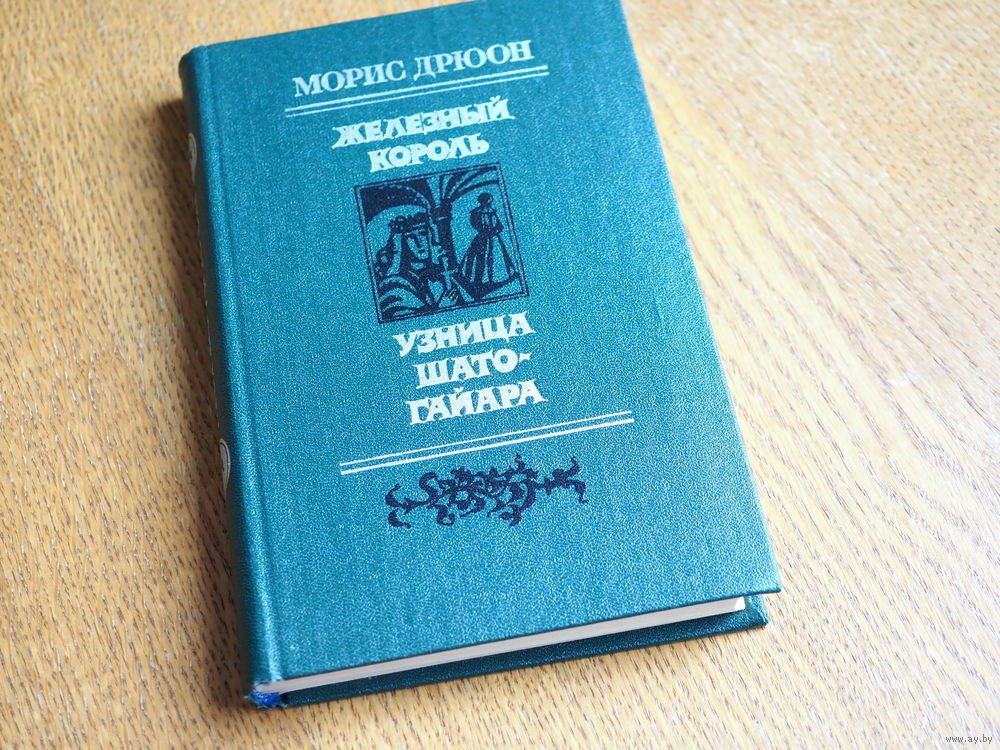 МОРИС ДРЮОН
ЖЕЛЕЗНЫЙ
КОРОЛЬ
УЗНИЦА
ШАТО-
ГАЙАРА
www.ay.by